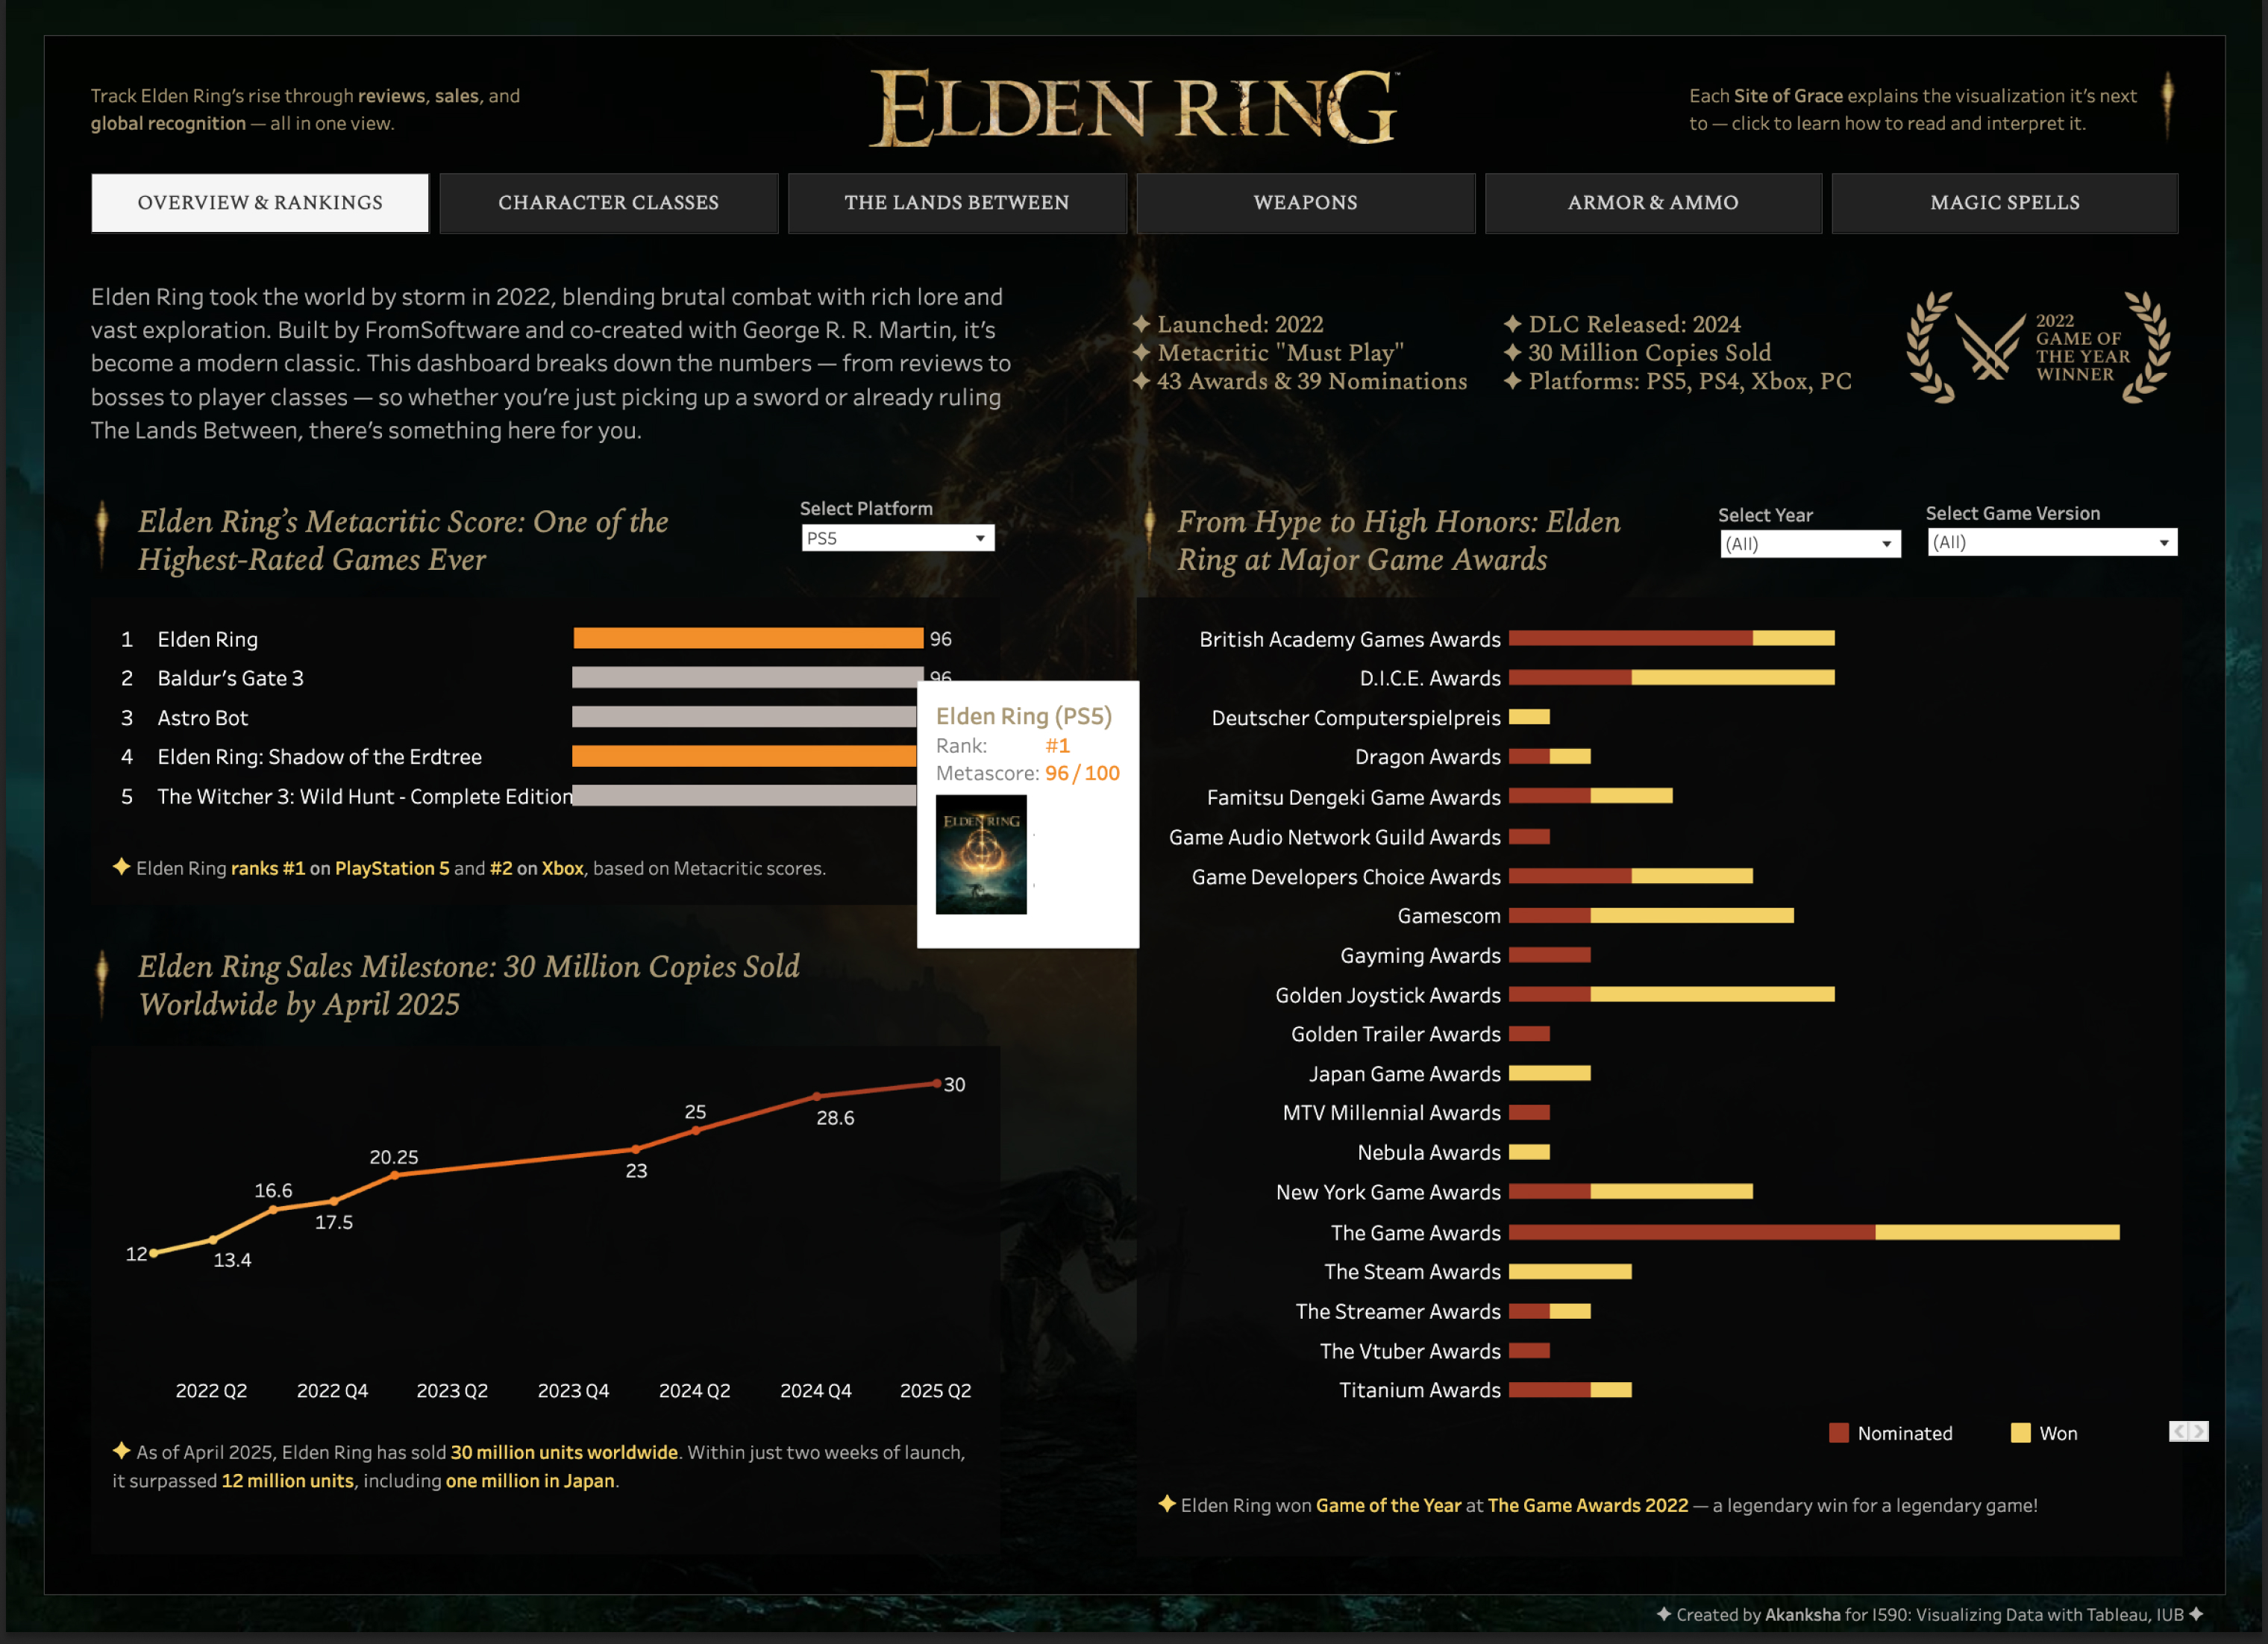 Track Elden Ring's rise through reviews, sales, and
global recognition — all in one view.
ELDEN RING
Each Site of Grace explains the visualization it's next
to — click to learn how to read and interpret it.
OVERVIEW & RANKINGS
CHARACTER CLASSES
THE LANDS BETWEEN
WEAPONS
ARMOR & AMMO
MAGIC SPELLS
Elden Ring took the world by storm in 2022, blending brutal combat with rich lore and
vast exploration. Built by FromSoftware and co-created with George R. R. Martin, it's
become a modern classic. This dashboard breaks down the numbers — from reviews to
bosses to player classes — so whether you're just picking up a sword or already ruling
The Lands Between, there's something here for you.
✦ Launched: 2022
✦ Metacritic "Must Play"
✦ 43 Awards & 39 Nominations
✦ DLC Released: 2024
✦ 30 Million Copies Sold
✦ Platforms: PS5, PS4, Xbox, PC
2022
GAME OF
THE YEAR
WINNER
Elden Ring's Metacritic Score: One of the
Highest-Rated Games Ever
Select Platform
PS5
1 Elden Ring 96
2 Baldur's Gate 3 96
3 Astro Bot
4 Elden Ring: Shadow of the Erdtree
5 The Witcher 3: Wild Hunt - Complete Edition
Elden Ring (PS5)
Rank: #1
Metascore: 96 / 100
ELDEN RING
✦ Elden Ring ranks #1 on PlayStation 5 and #2 on Xbox, based on Metacritic scores.
Elden Ring Sales Milestone: 30 Million Copies Sold
Worldwide by April 2025
12
13.4
16.6
17.5
20.25
23
25
28.6
30
2022 Q2
2022 Q4
2023 Q2
2023 Q4
2024 Q2
2024 Q4
2025 Q2
✦ As of April 2025, Elden Ring has sold 30 million units worldwide. Within just two weeks of launch,
it surpassed 12 million units, including one million in Japan.
From Hype to High Honors: Elden
Ring at Major Game Awards
Select Year
(All)
Select Game Version
(All)
British Academy Games Awards
D.I.C.E. Awards
Deutscher Computerspielpreis
Dragon Awards
Famitsu Dengeki Game Awards
Game Audio Network Guild Awards
Game Developers Choice Awards
Gamescom
Gayming Awards
Golden Joystick Awards
Golden Trailer Awards
Japan Game Awards
MTV Millennial Awards
Nebula Awards
New York Game Awards
The Game Awards
The Steam Awards
The Streamer Awards
The Vtuber Awards
Titanium Awards
Nominated
Won
✦ Elden Ring won Game of the Year at The Game Awards 2022 — a legendary win for a legendary game!
✦ Created by Akanksha for I590: Visualizing Data with Tableau, IUB ✦